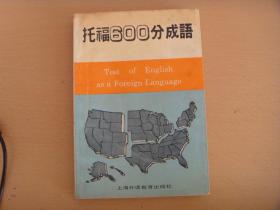 托福600分成語
Test of English
as a Foreign Language
上海外语教育出版社